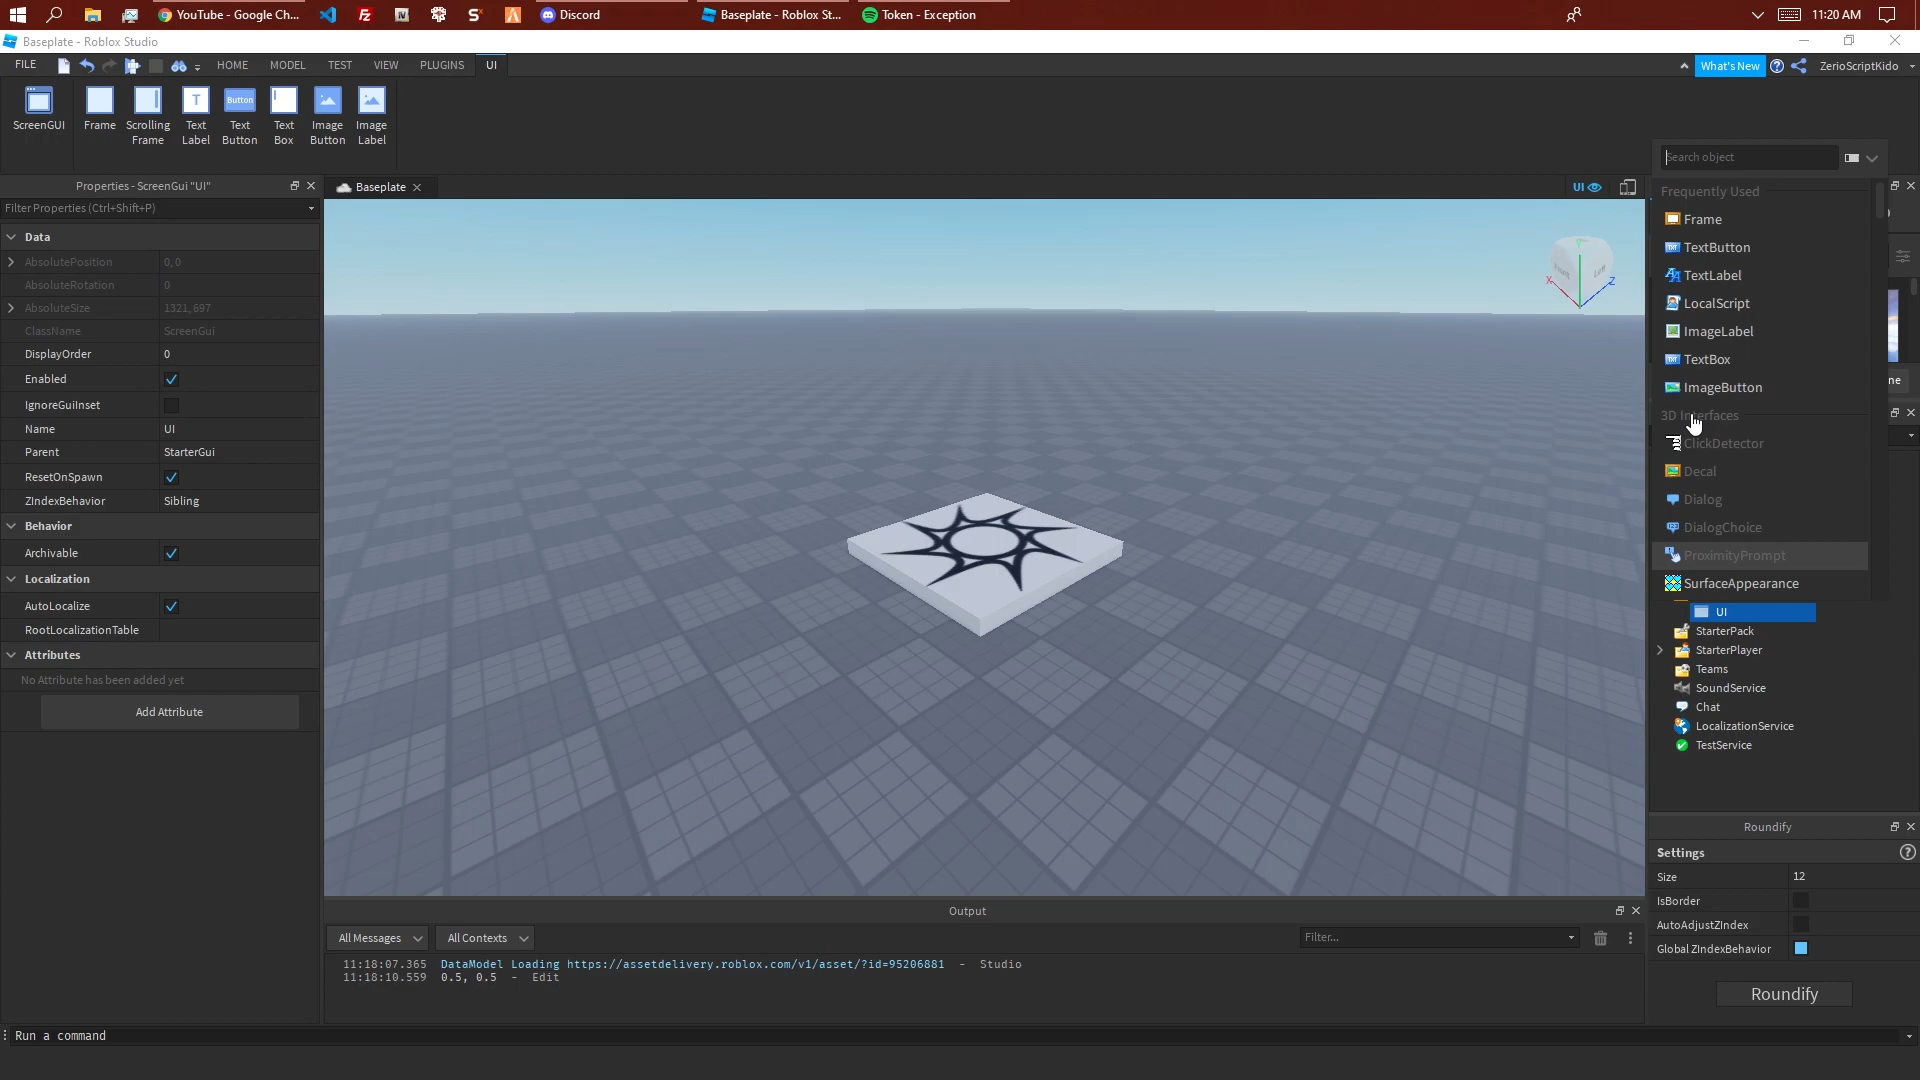 YouTube - Google Ch...
Discord
Baseplate - Roblox St...
Token - Exception
11:20 AM
Baseplate - Roblox Studio
FILE
HOME
MODEL
TEST
VIEW
PLUGINS
UI
What's New
ZerioScriptKido
ScreenGUI
Frame
Scrolling Frame
Text Label
Button
Text Button
Text Box
Image Button
Image Label
Properties - ScreenGui "UI"
Filter Properties (Ctrl+Shift+P)
Data
AbsolutePosition 0, 0
AbsoluteRotation 0
AbsoluteSize 1321, 697
ClassName ScreenGui
DisplayOrder 0
Enabled
IgnoreGuiInset
Name UI
Parent StarterGui
ResetOnSpawn
ZIndexBehavior Sibling
Behavior
Archivable
Localization
AutoLocalize
RootLocalizationTable
Attributes
No Attribute has been added yet
Add Attribute
Baseplate
UI
X
Z
Search object
Frequently Used
Frame
TextButton
TextLabel
LocalScript
ImageLabel
TextBox
ImageButton
3D Interfaces
ClickDetector
Decal
Dialog
DialogChoice
ProximityPrompt
SurfaceAppearance
ne
UI
StarterPack
StarterPlayer
Teams
SoundService
Chat
LocalizationService
TestService
Roundify
Settings
Size 12
IsBorder
AutoAdjustZIndex
Global ZIndexBehavior
Roundify
Output
All Messages
All Contexts
Filter...
11:18:07.365 DataModel Loading https://assetdelivery.roblox.com/v1/asset/?id=95206881 - Studio
11:18:10.559 0.5, 0.5 - Edit
Run a command